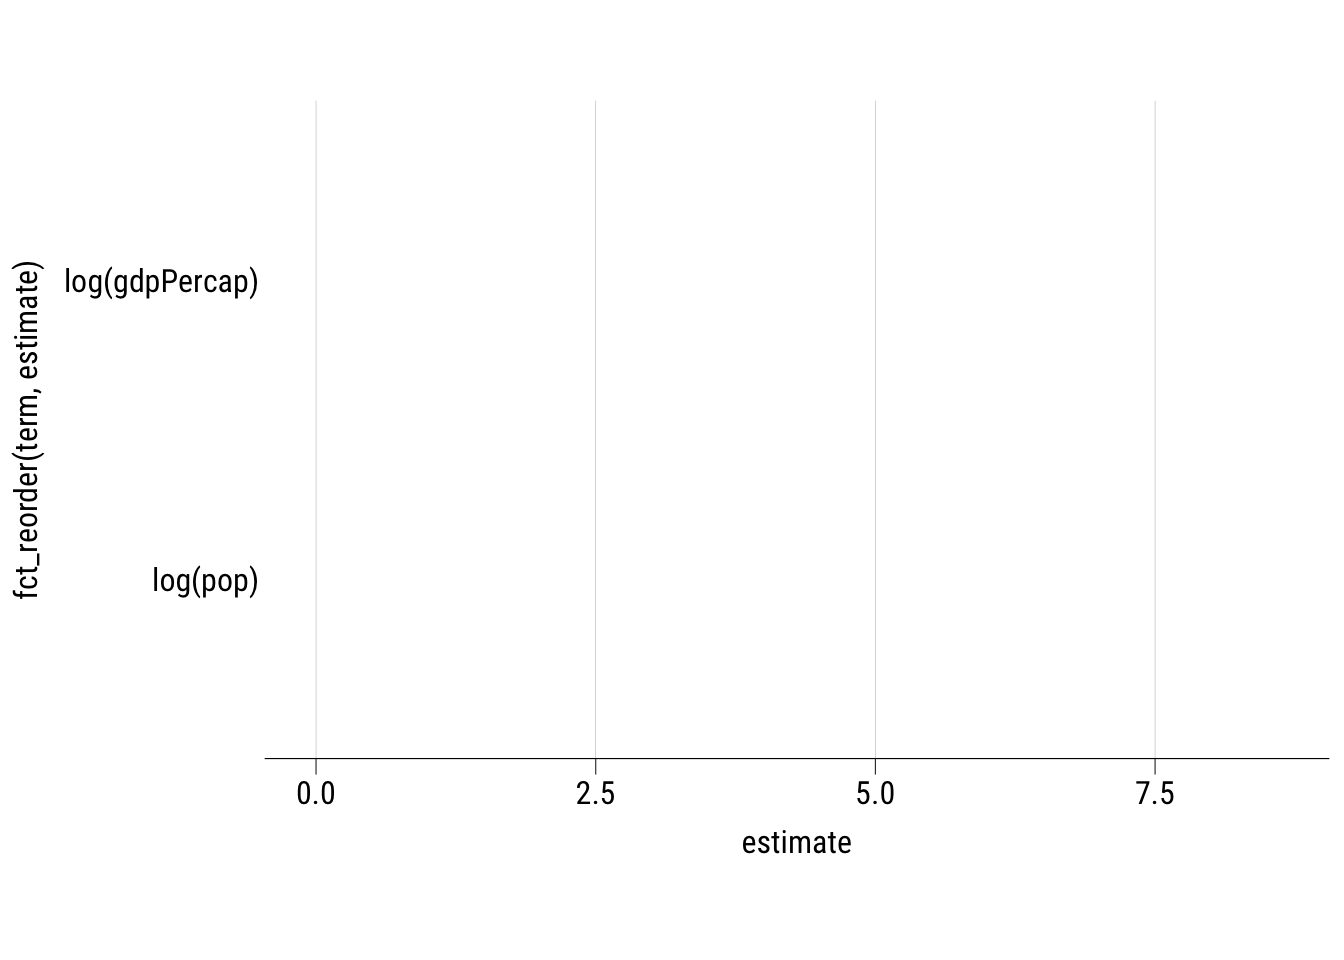 fct_reorder(term, estimate)
log(gdpPercap)
log(pop)
0.0 2.5 5.0 7.5
estimate